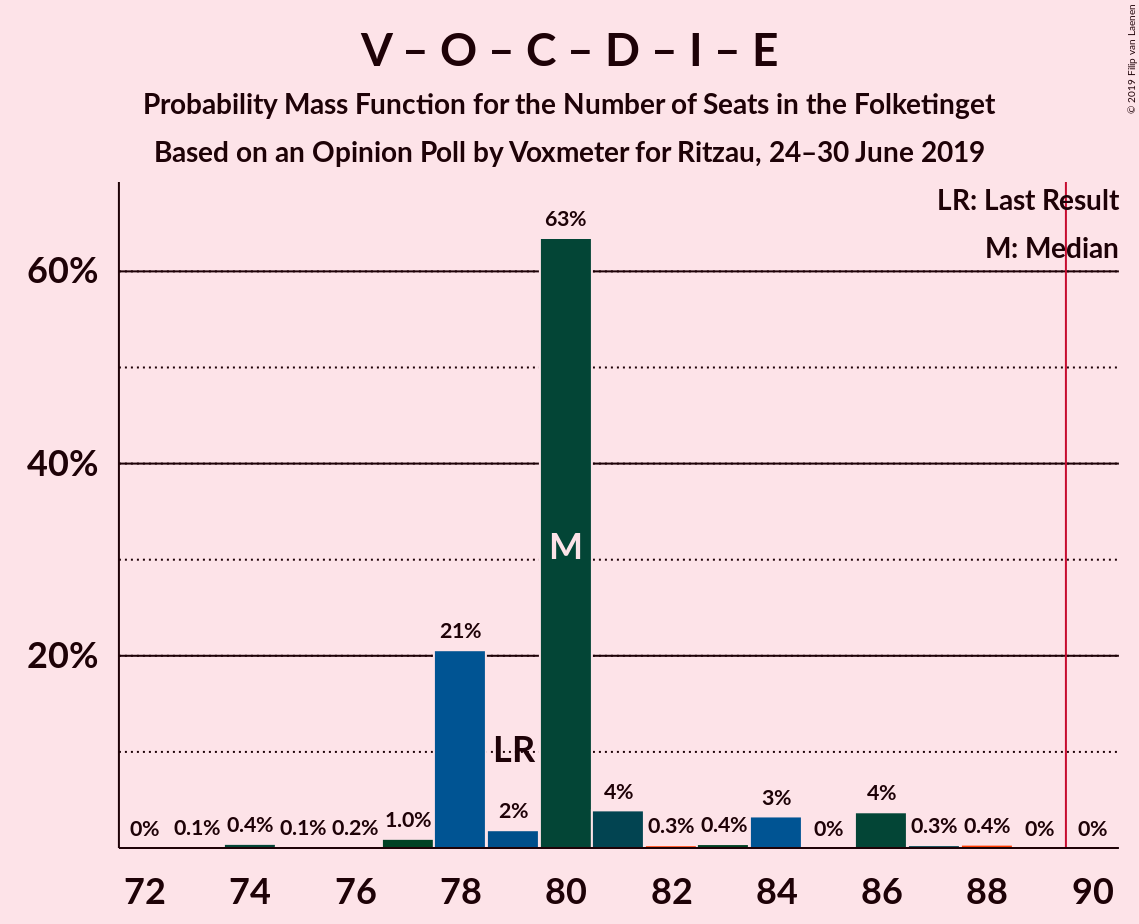 V – O – C – D – I – E
Probability Mass Function for the Number of Seats in the Folketinget
Based on an Opinion Poll by Voxmeter for Ritzau, 24–30 June 2019
© 2019 Filip van Laenen
LR: Last Result
M: Median
63%
60%
40%
M
21%
20%
LR
0%
0.1%
0.4%
0.1%
0.2%
1.0%
2%
4%
0.3%
0.4%
3%
0%
4%
0.3%
0.4%
0%
0%
72 74 76 78 80 82 84 86 88 90